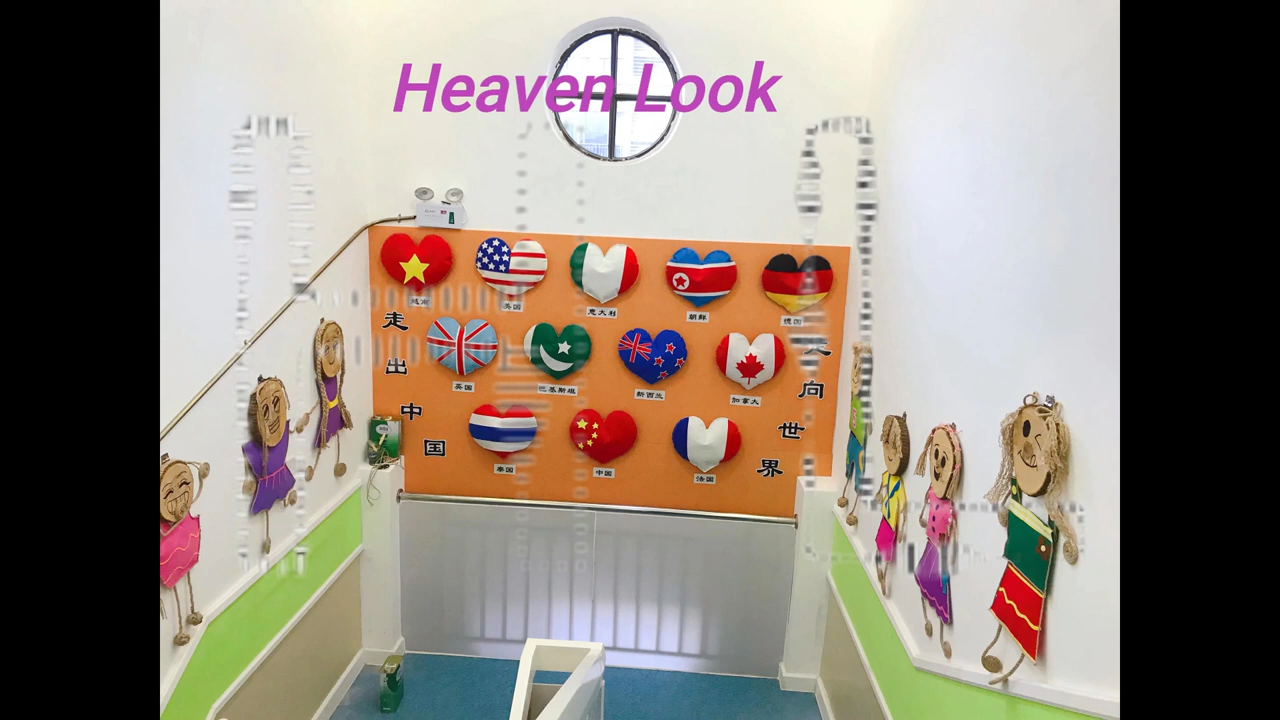 Heaven Look
HL
越南
美国
意大利
朝鲜
德国
英国
巴基斯坦
新西兰
加拿大
泰国
中国
法国
走
出
中
国
走
向
世
界